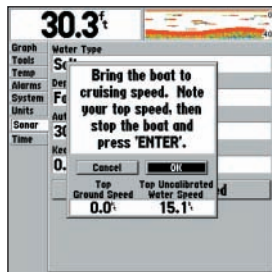 30.3ft
40
Graph
Tools
Temp
Alarms
System
Units
Sonar
Time
Water Type
Bring the boat to
cruising speed. Note
your top speed, then
stop the boat and
press 'ENTER'.
Cancel
OK
Top
Ground Speed
Top Uncalibrated
Water Speed
0.0
15.1